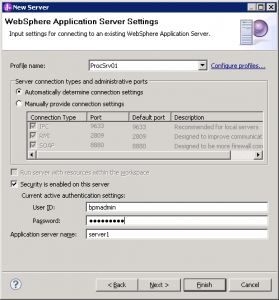 New Server
WebSphere Application Server Settings
Input settings for connecting to an existing WebSphere Application Server.
Profile name: ProcSrv01 Configure profiles...
Server connection types and administrative ports
Automatically determine connection settings
Manually provide connection settings
Connection Type Port Default port Description
IPC 9633 9633 Recommended for local servers
RMI 2809 2809 Designed to improve communicat
SOAP 8880 8880 Designed to be more firewall com
Run server with resources within the workspace
Security is enabled on this server
Current active authentication settings:
User ID: bpmadmin
Password: •••••••••
Application server name: server1
? < Back Next > Finish Cancel